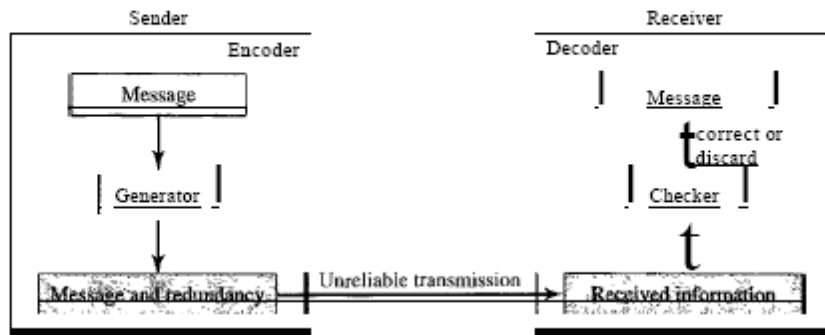 Sender
Receiver
Encoder
Decoder
Message
Message
t correct or
discard
Generator
Checker
t
Unreliable transmission
Message and redundancy
Received information